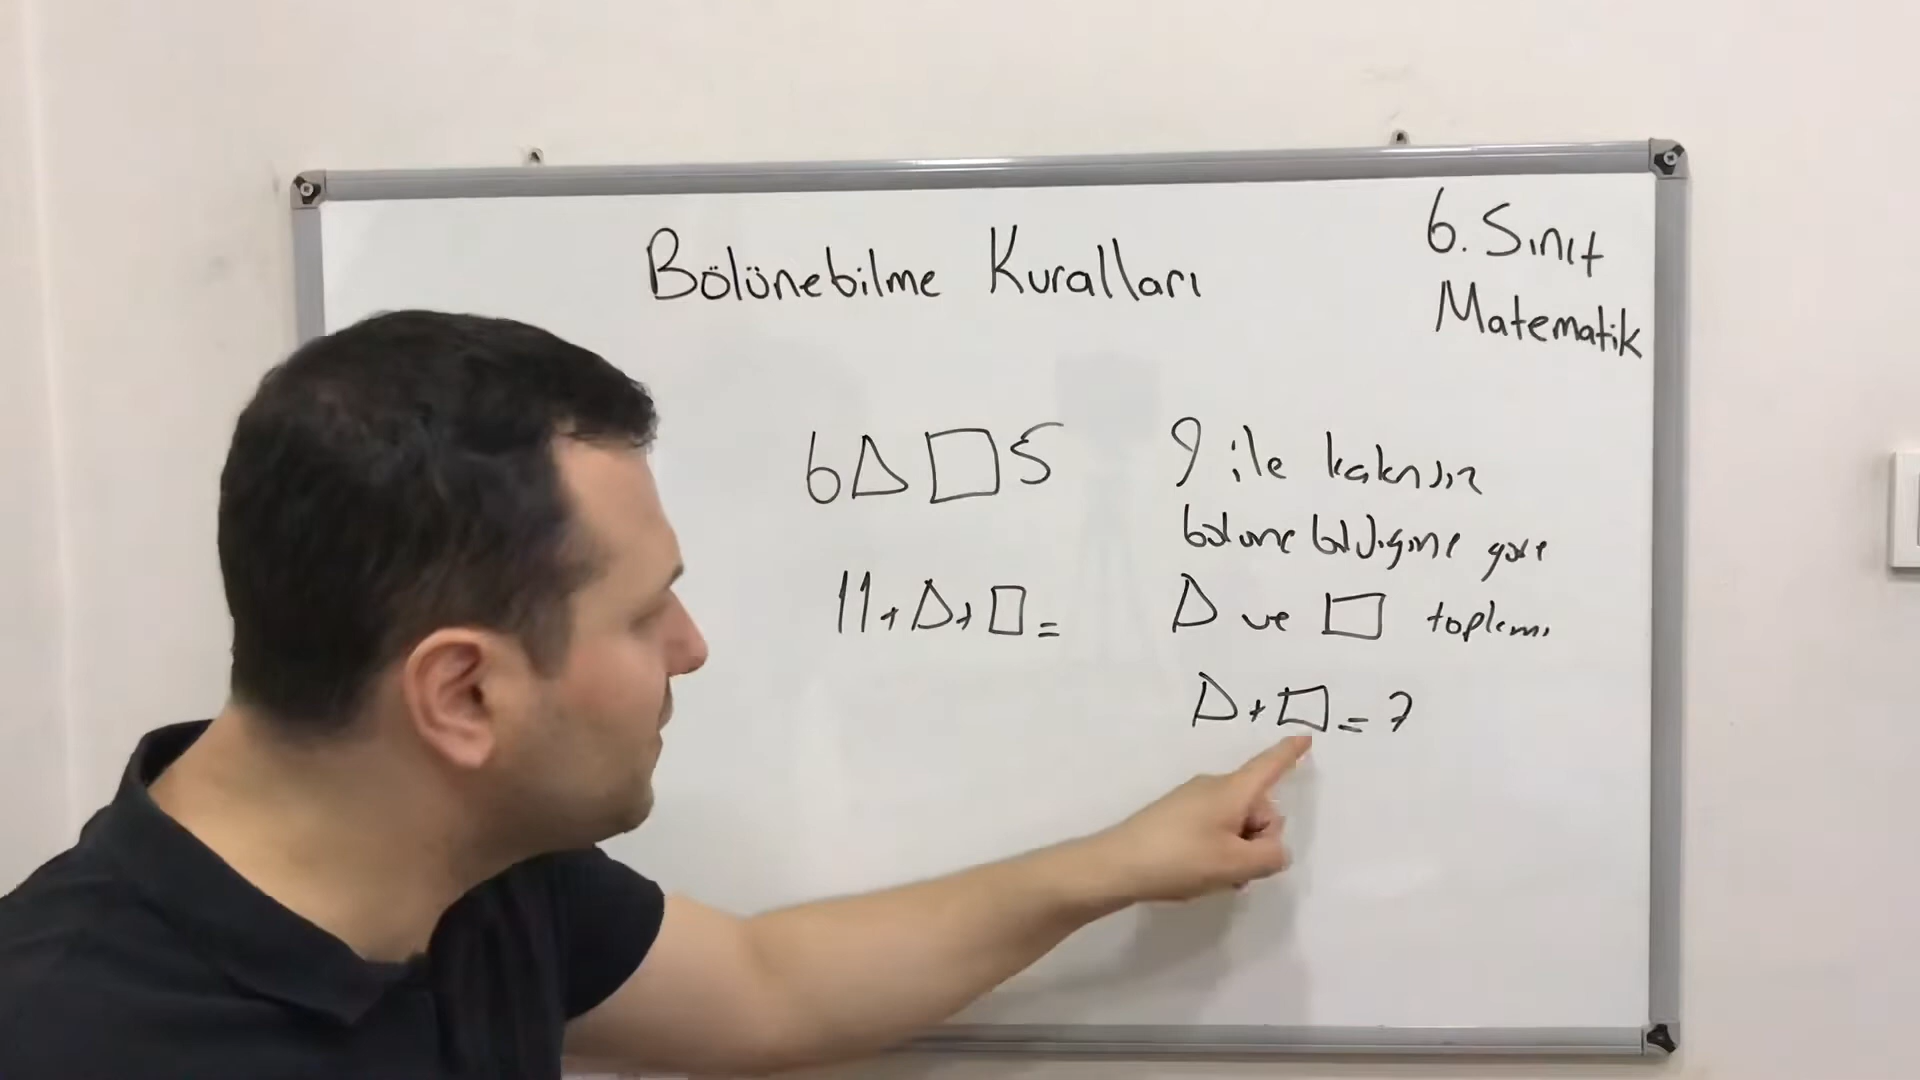 Bölünebilme Kuralları
6. Sınıf
Matematik
6 △ □ 5
9 ile kalansız
bölünebildiğine göre
△ ve □ toplamı
11 + △ + □ =
△ + □ = ?